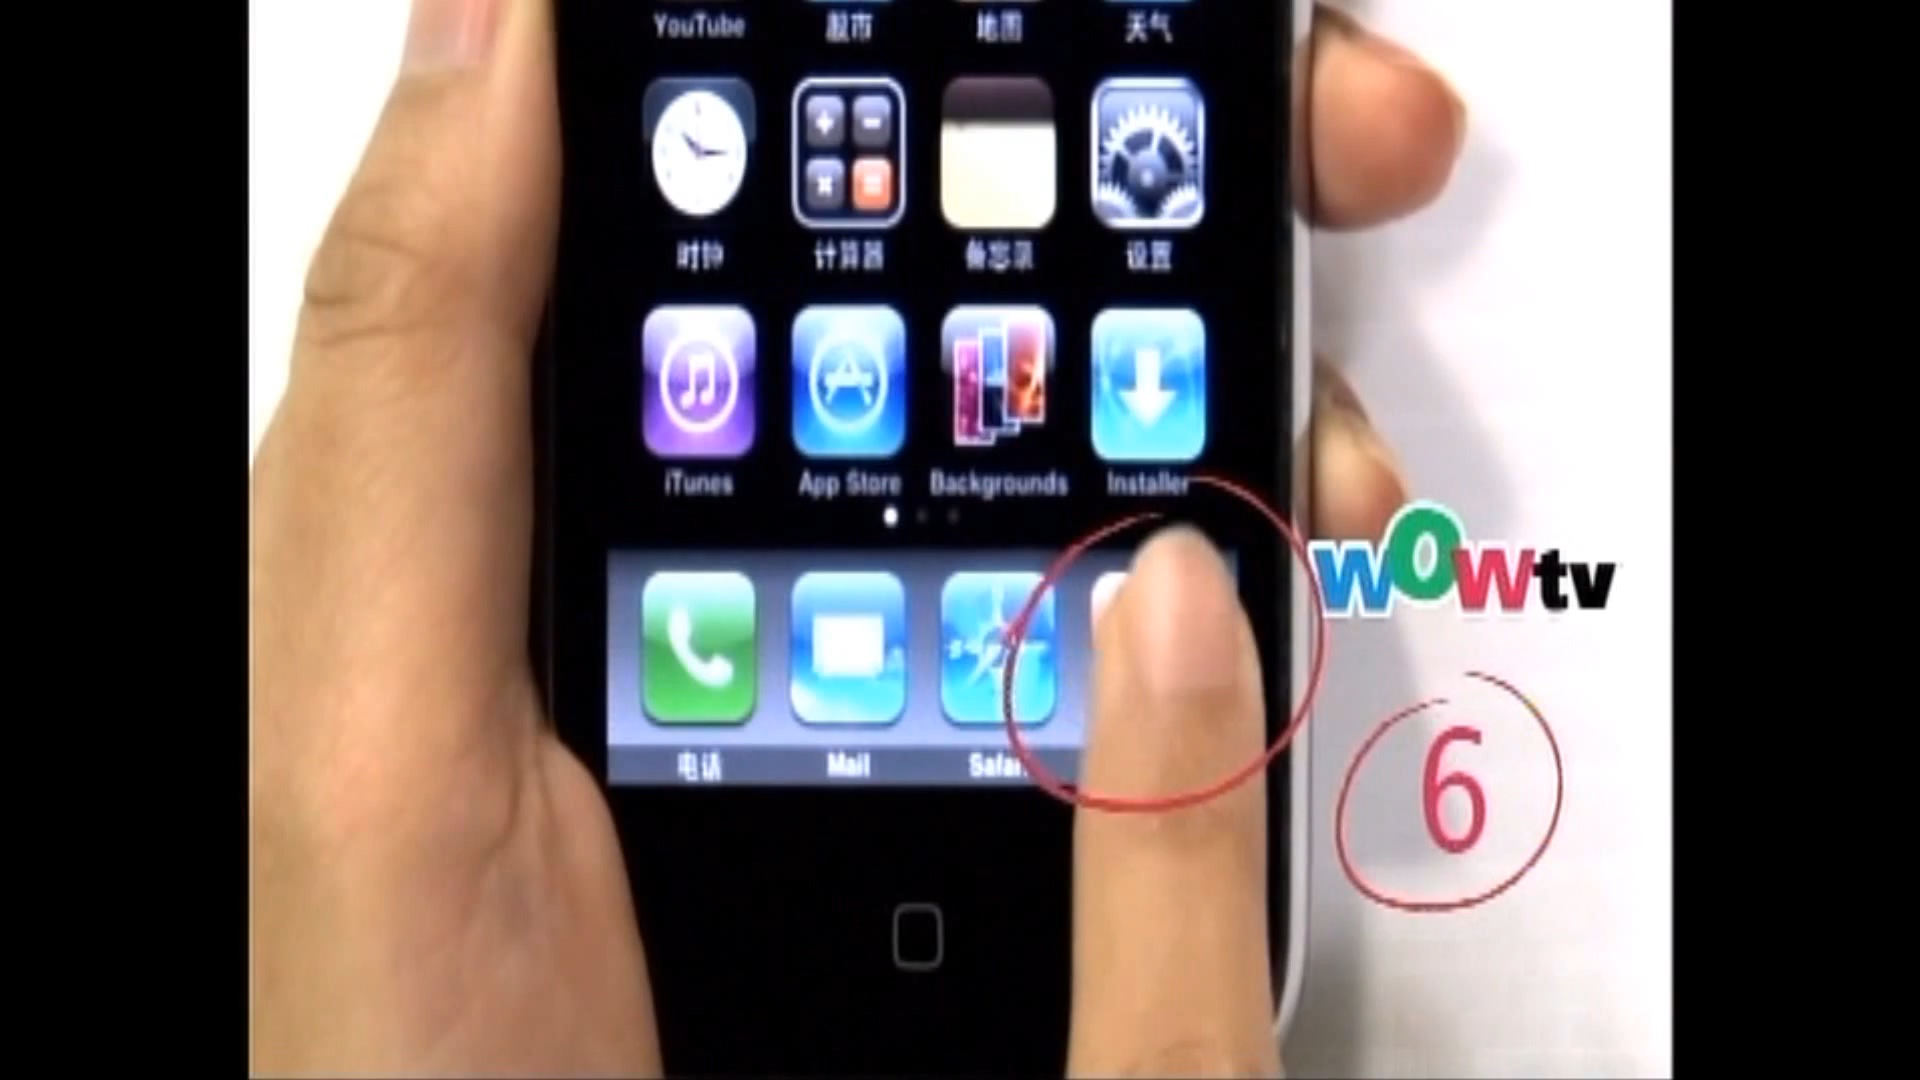 YouTube 股市 地图 天气
时钟 计算器 备忘录 设置
iTunes App Store Backgrounds Installer
wowtv
电话 Mail Safari
6